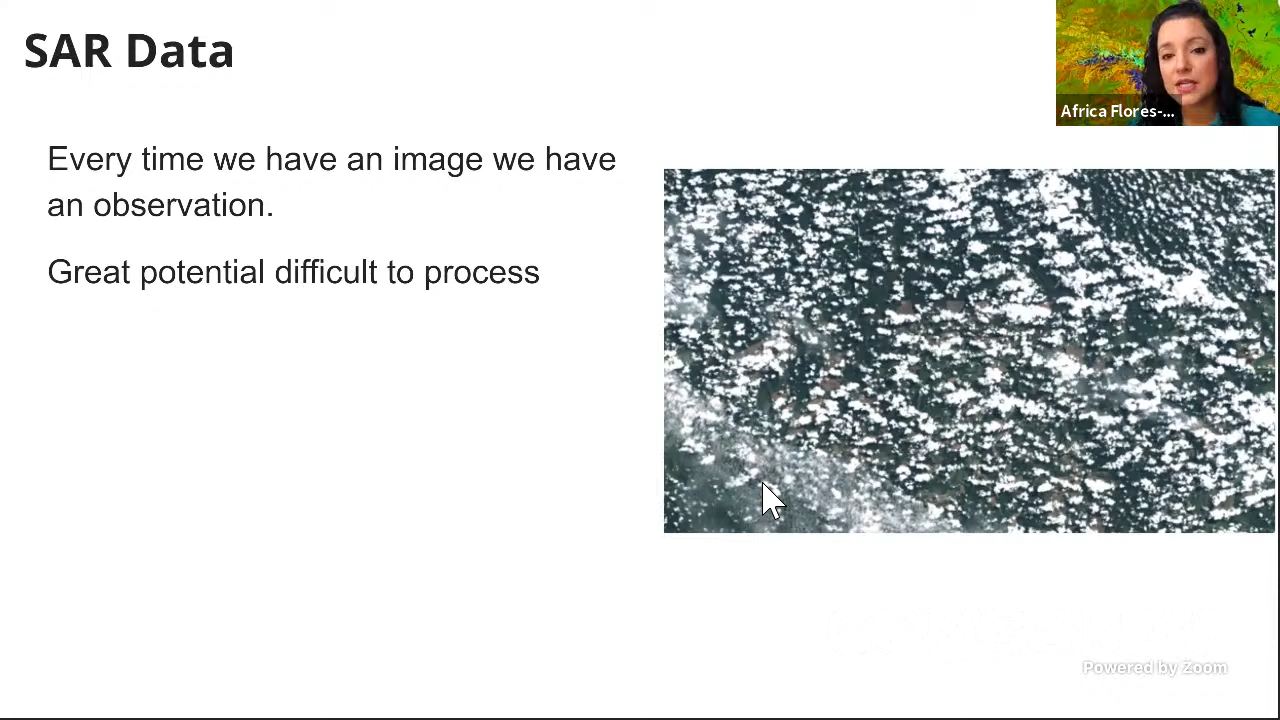 SAR Data
Africa Flores-...
Every time we have an image we have
an observation.
Great potential difficult to process
Powered by Zoom